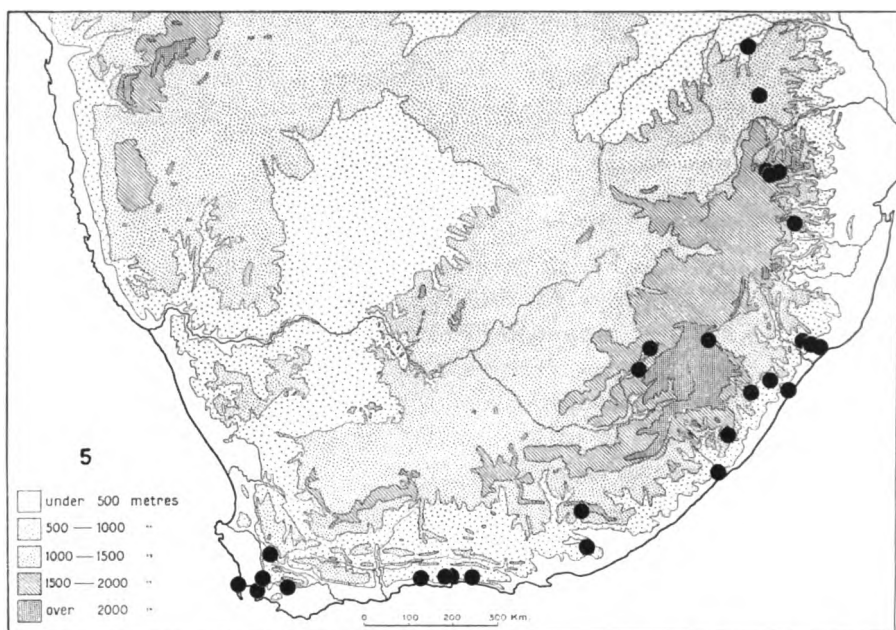 5
under 500 metres
500 — 1000 "
1000 — 1500 "
1500 — 2000 "
over 2000 "
0 100 200 300 Km.